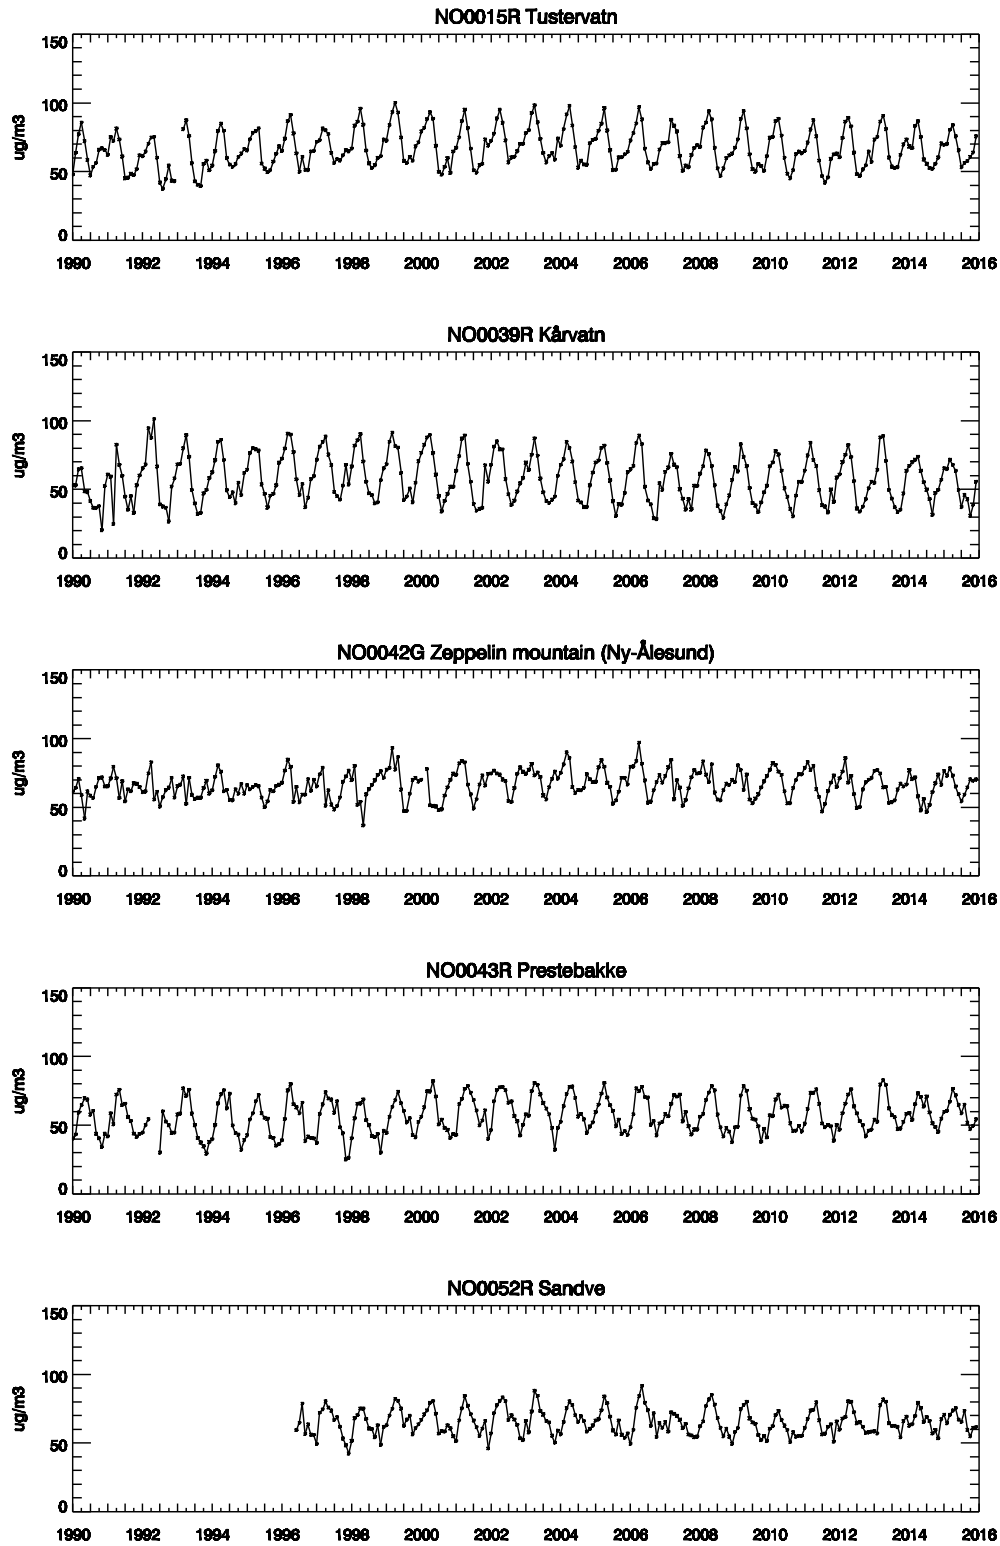 NO0015R Tustervatn
150
100
50
0
ug/m3
1990 1992 1994 1996 1998 2000 2002 2004 2006 2008 2010 2012 2014 2016
NO0039R Kårvatn
150
100
50
0
ug/m3
1990 1992 1994 1996 1998 2000 2002 2004 2006 2008 2010 2012 2014 2016
NO0042G Zeppelin mountain (Ny-Ålesund)
150
100
50
0
ug/m3
1990 1992 1994 1996 1998 2000 2002 2004 2006 2008 2010 2012 2014 2016
NO0043R Prestebakke
150
100
50
0
ug/m3
1990 1992 1994 1996 1998 2000 2002 2004 2006 2008 2010 2012 2014 2016
NO0052R Sandve
150
100
50
0
ug/m3
1990 1992 1994 1996 1998 2000 2002 2004 2006 2008 2010 2012 2014 2016